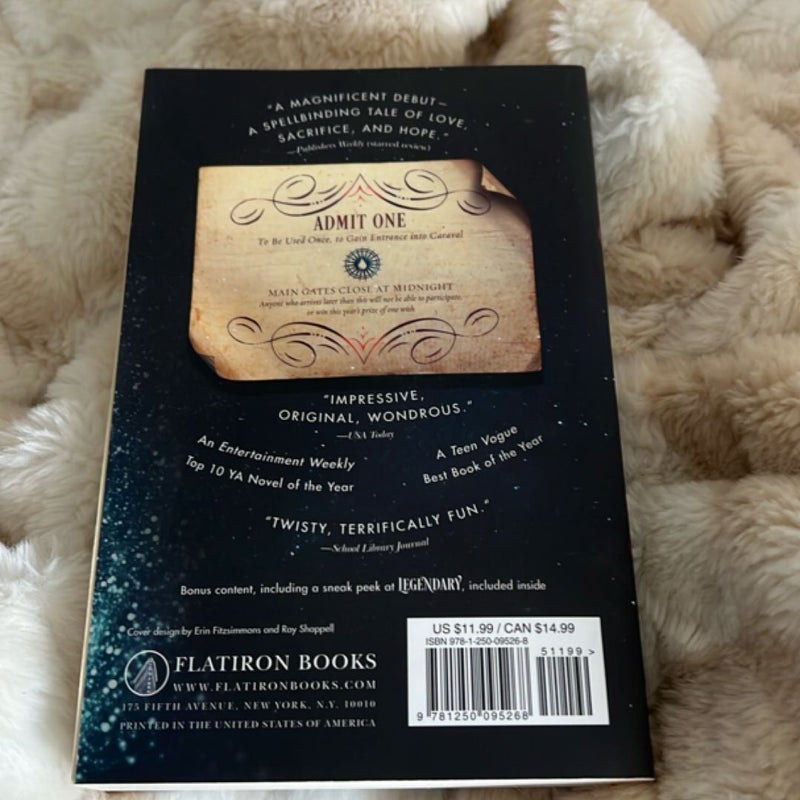 "A MAGNIFICENT DEBUT—
A SPELLBINDING TALE OF LOVE,
SACRIFICE, AND HOPE."
—Publishers Weekly (starred review)
ADMIT ONE
To Be Used Once, to Gain Entrance into Caraval
MAIN GATES CLOSE AT MIDNIGHT
Anyone who arrives later than this will not be able to participate,
or win this year's prize of one wish
"IMPRESSIVE,
ORIGINAL, WONDROUS."
—USA Today
An Entertainment Weekly
Top 10 YA Novel of the Year
A Teen Vogue
Best Book of the Year
"TWISTY, TERRIFICALLY FUN."
—School Library Journal
Bonus content, including a sneak peek at LEGENDARY, included inside
Cover design by Erin Fitzsimmons and Ray Shappell
FLATIRON BOOKS
WWW.FLATIRONBOOKS.COM
175 FIFTH AVENUE, NEW YORK, N.Y. 10010
PRINTED IN THE UNITED STATES OF AMERICA
US $11.99 / CAN $14.99
ISBN 978-1-250-09526-8
51199 >
9 781250 095268